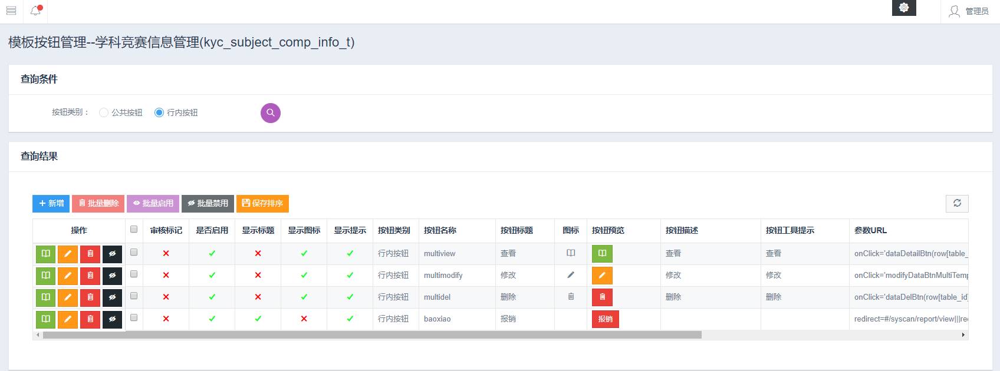 管理员
模板按钮管理--学科竞赛信息管理(kyc_subject_comp_info_t)
查询条件
按钮类别： 公共按钮 行内按钮
查询结果
新增 批量删除 批量启用 批量禁用 保存排序
操作 审核标记 是否启用 显示标题 显示图标 显示提示 按钮类别 按钮名称 按钮标题 图标 按钮预览 按钮描述 按钮工具提示 参数URL
行内按钮 multiview 查看 查看 查看 onClick='dataDetailBtn(row[table_
行内按钮 multimodify 修改 修改 修改 onClick='modifyDataBtnMultiTemp
行内按钮 multidel 删除 删除 删除 onClick='dataDelBtn(row[table_id]
行内按钮 baoxiao 报销 报销 redirect=#/syscan/report/view|||red